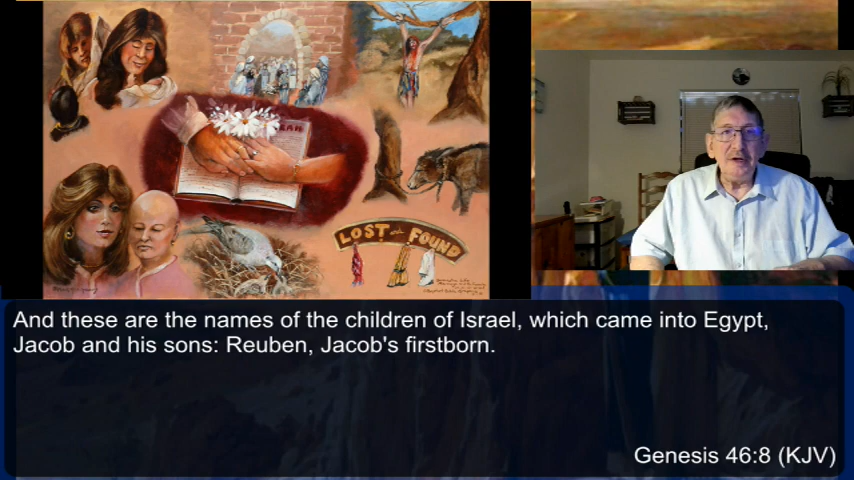 LOST and FOUND
And these are the names of the children of Israel, which came into Egypt,
Jacob and his sons: Reuben, Jacob's firstborn.
Genesis 46:8 (KJV)